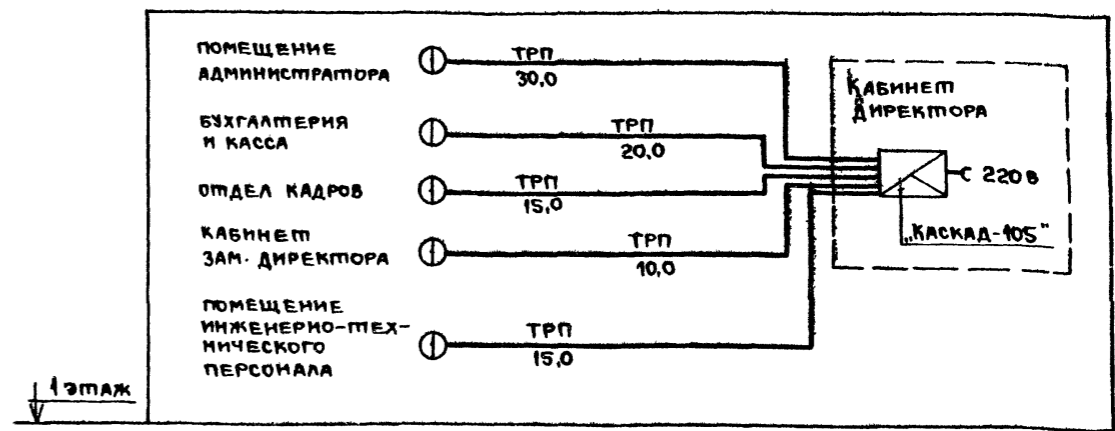 ПОМЕЩЕНИЕ
АДМИНИСТРАТОРА
ТРП
30,0
КАБИНЕТ
ДИРЕКТОРА
БУХГАЛТЕРИЯ
И КАССА
ТРП
20,0
220 В
ОТДЕЛ КАДРОВ
ТРП
15,0
„КАСКАД-105"
КАБИНЕТ
ЗАМ. ДИРЕКТОРА
ТРП
10,0
ПОМЕЩЕНИЕ
ИНЖЕНЕРНО-ТЕХ-
НИЧЕСКОГО
ПЕРСОНАЛА
ТРП
15,0
1 ЭТАЖ